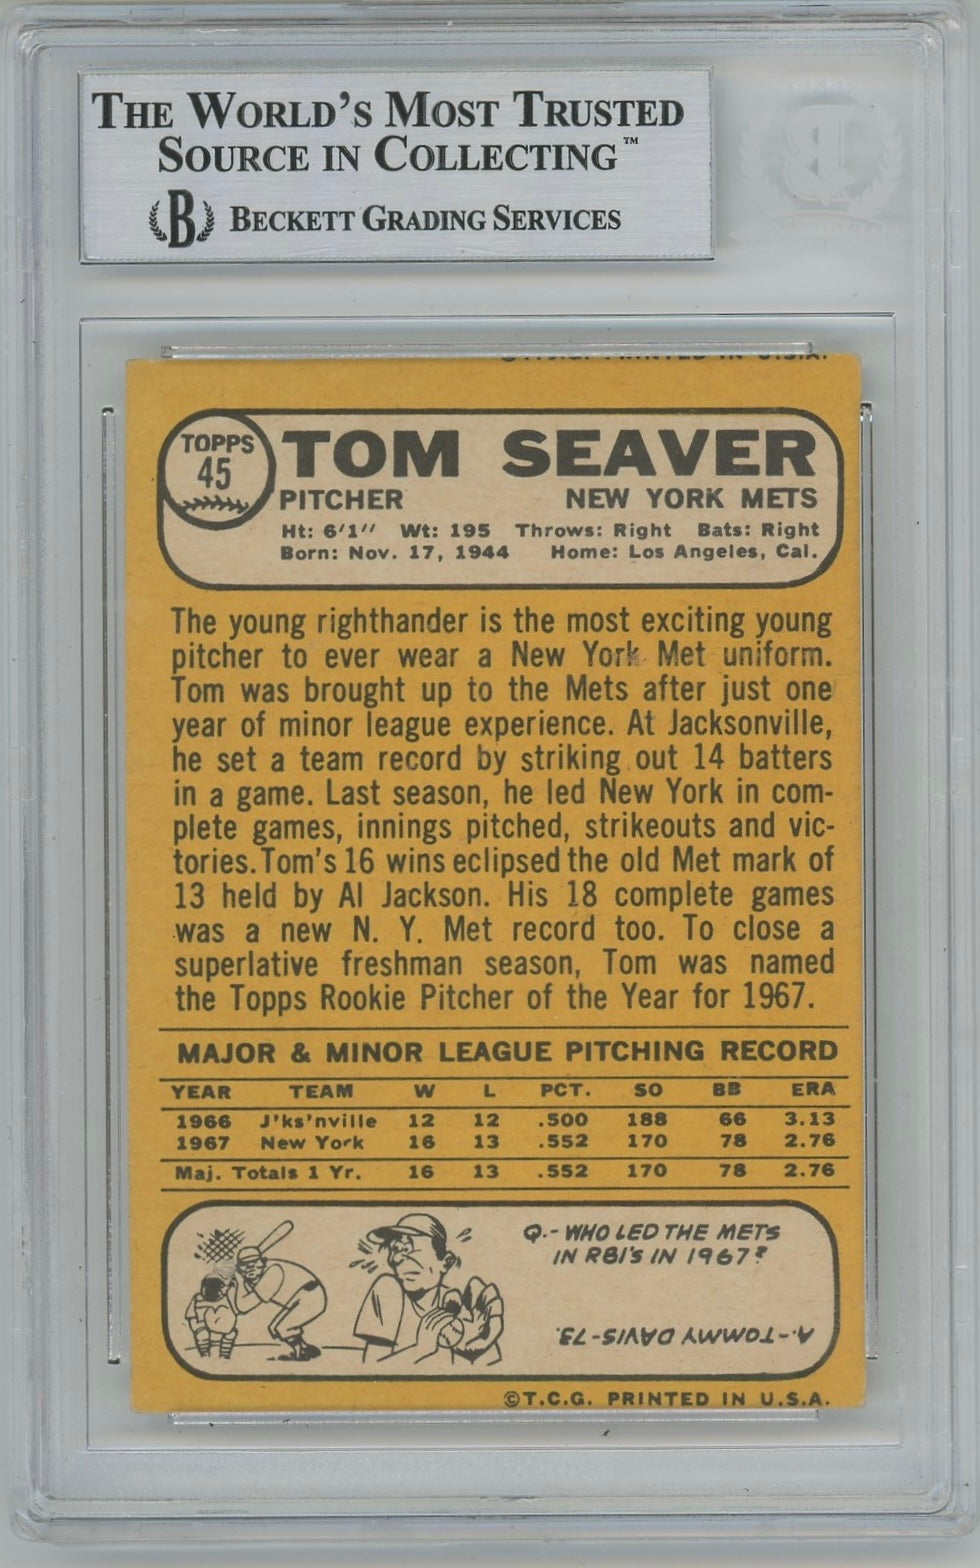 THE WORLD'S MOST TRUSTED
SOURCE IN COLLECTING™
B BECKETT GRADING SERVICES
PRINTED IN U.S.A.
TOPPS
45
TOM SEAVER
PITCHER NEW YORK METS
Ht: 6'1'' Wt: 195 Throws: Right Bats: Right
Born: Nov. 17, 1944 Home: Los Angeles, Cal.
The young righthander is the most exciting young
pitcher to ever wear a New York Met uniform.
Tom was brought up to the Mets after just one
year of minor league experience. At Jacksonville,
he set a team record by striking out 14 batters
in a game. Last season, he led New York in com-
plete games, innings pitched, strikeouts and vic-
tories. Tom's 16 wins eclipsed the old Met mark of
13 held by Al Jackson. His 18 complete games
was a new N. Y. Met record too. To close a
superlative freshman season, Tom was named
the Topps Rookie Pitcher of the Year for 1967.
MAJOR & MINOR LEAGUE PITCHING RECORD
YEAR TEAM W L PCT. SO BB ERA
1966 J'ks'nville 12 12 .500 188 66 3.13
1967 New York 16 13 .552 170 78 2.76
Maj. Totals 1 Yr. 16 13 .552 170 78 2.76
Q.-WHO LED THE METS
IN RBI'S IN 1967?
A.-TOMMY DAVIS-73.
©T.C.G. PRINTED IN U.S.A.